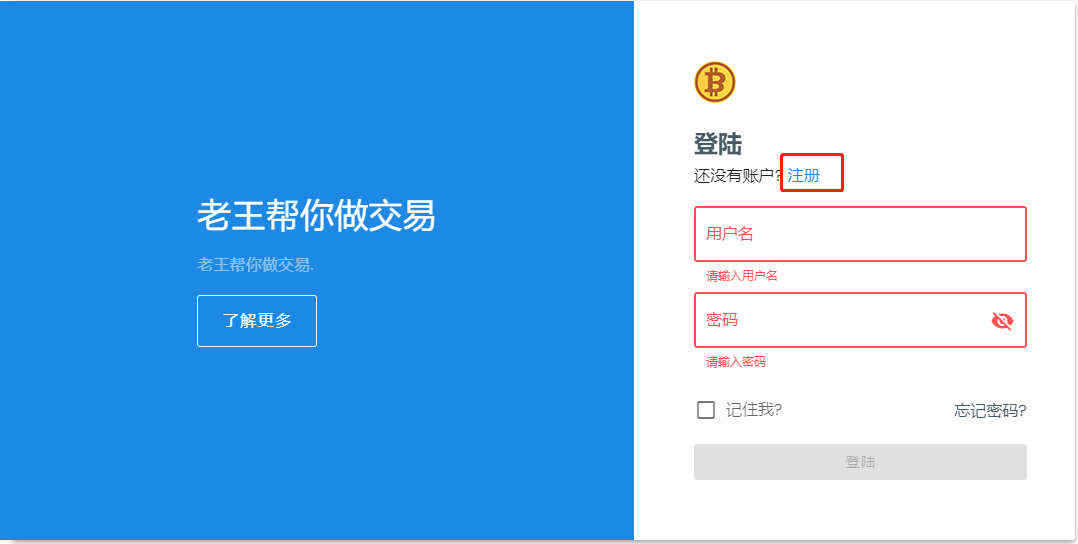 老王帮你做交易
老王帮你做交易.
了解更多
登陆
还没有账户? 注册
用户名
请输入用户名
密码
请输入密码
记住我? 忘记密码?
登陆